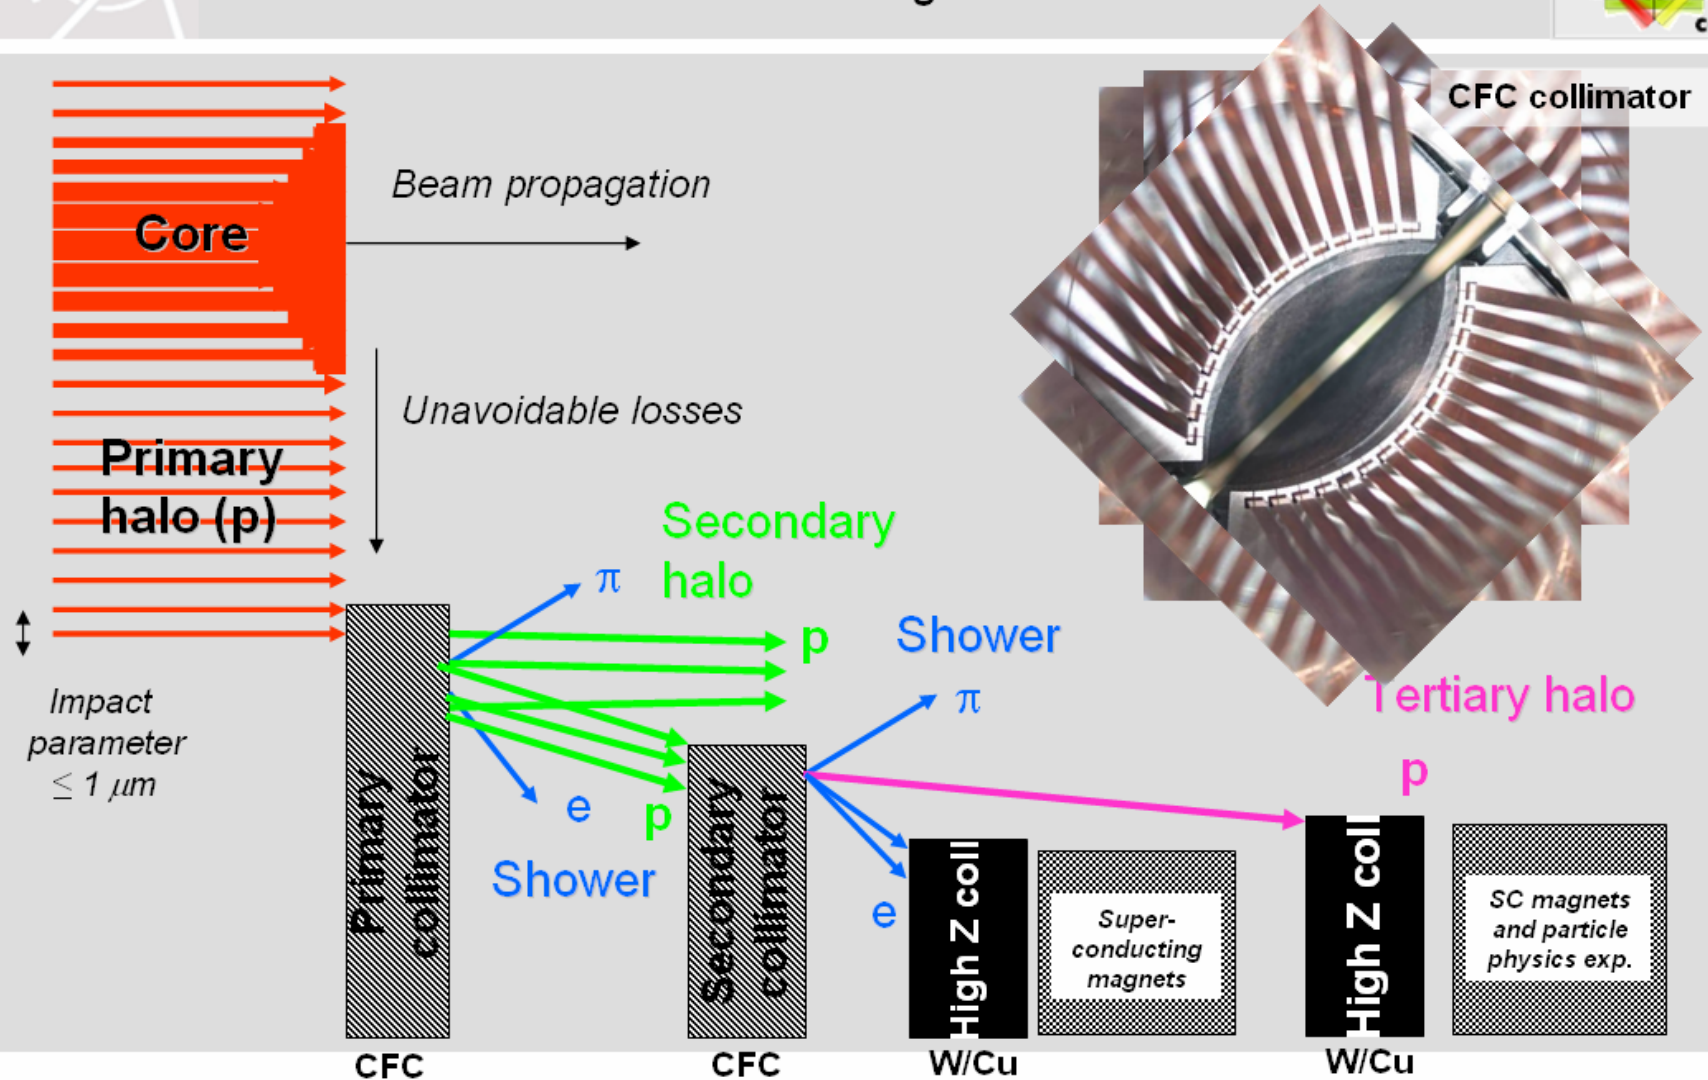 CFC collimator
Beam propagation
Core
Unavoidable losses
Primary
halo (p)
Secondary
halo
π
p
Shower
π
Tertiary halo
p
Impact
parameter
≤ 1 μm
e
p
Shower
e
Primary
collimator
Secondary
collimator
High Z coll
Super-
conducting
magnets
High Z coll
SC magnets
and particle
physics exp.
CFC
CFC
W/Cu
W/Cu